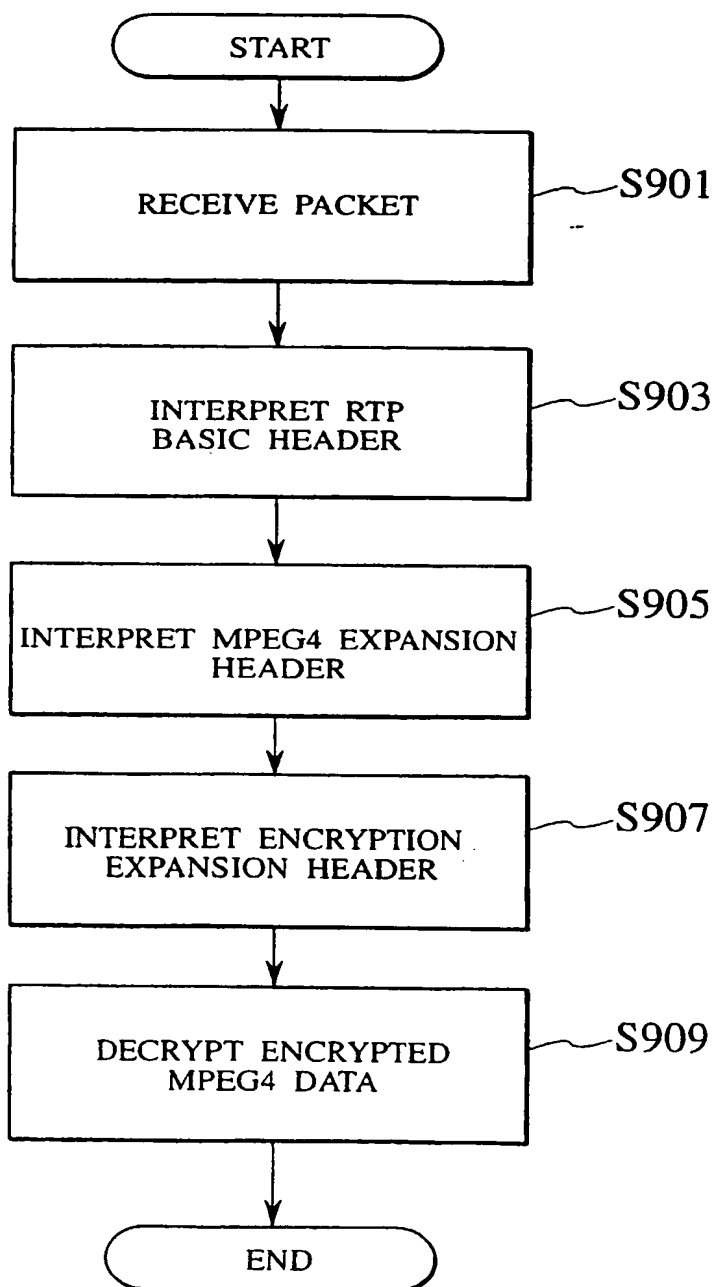 START
RECEIVE PACKET
S901
INTERPRET RTP
BASIC HEADER
S903
INTERPRET MPEG4 EXPANSION
HEADER
S905
INTERPRET ENCRYPTION
EXPANSION HEADER
S907
DECRYPT ENCRYPTED
MPEG4 DATA
S909
END